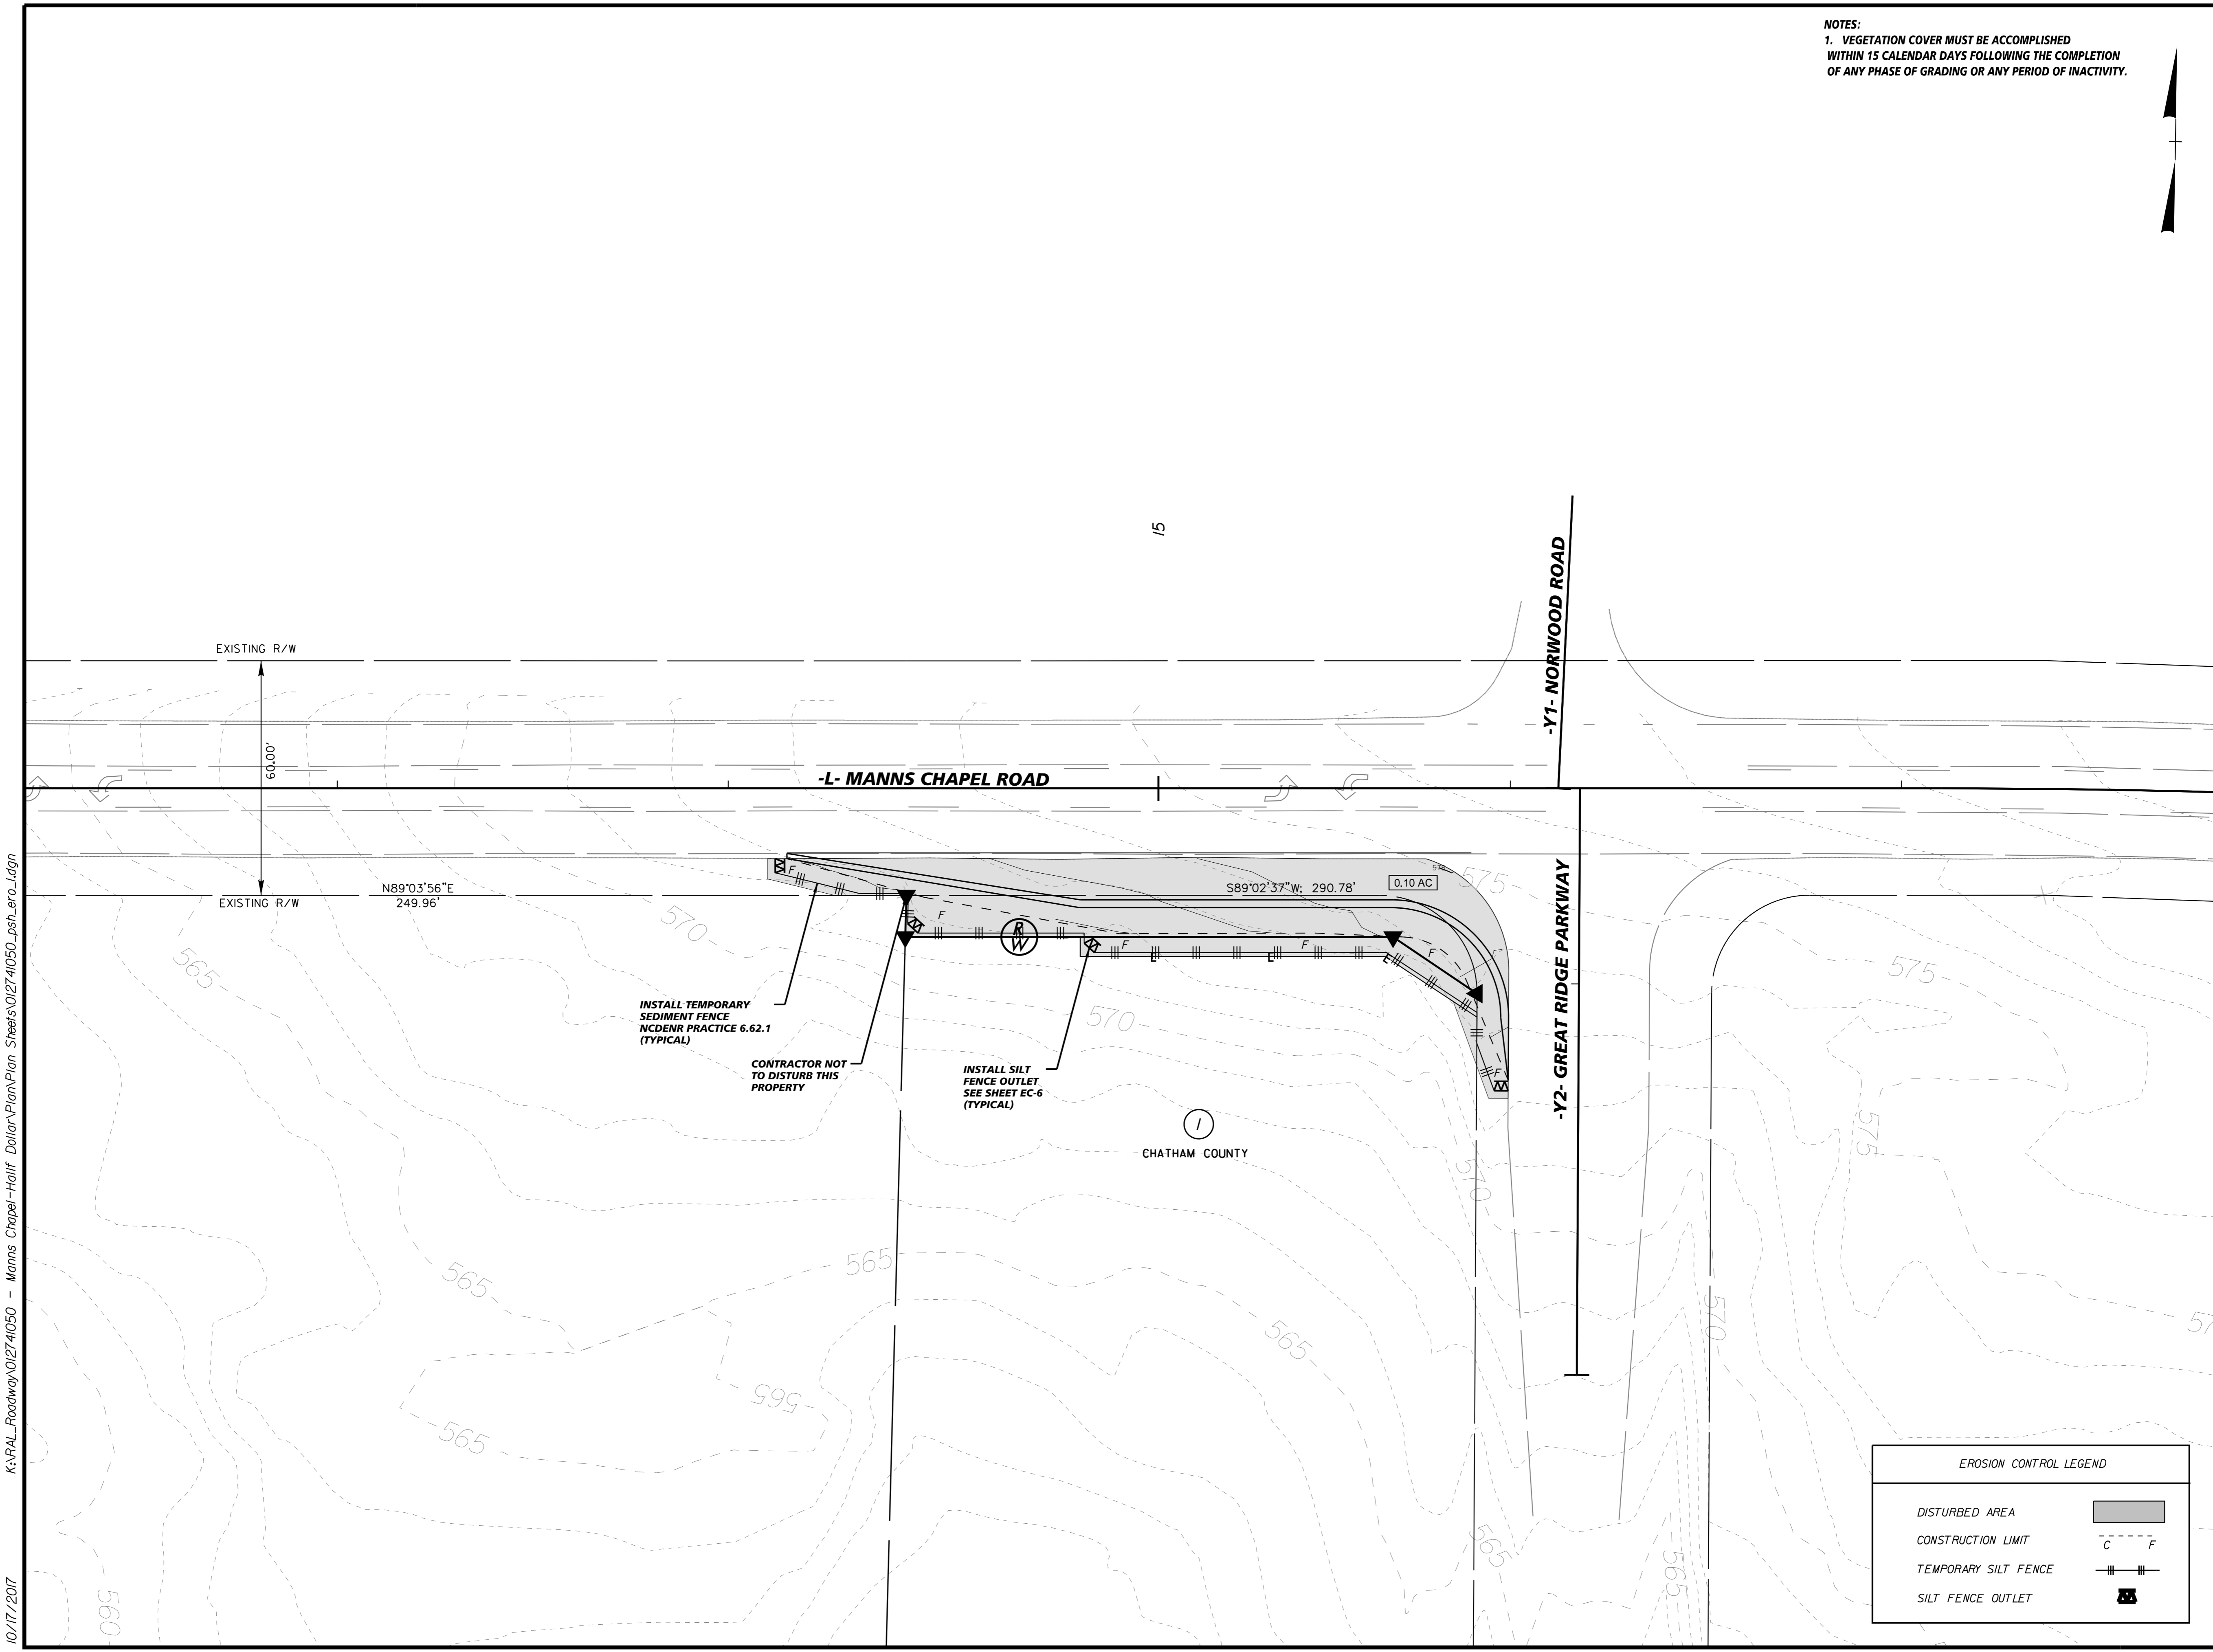 NOTES:
1. VEGETATION COVER MUST BE ACCOMPLISHED
WITHIN 15 CALENDAR DAYS FOLLOWING THE COMPLETION
OF ANY PHASE OF GRADING OR ANY PERIOD OF INACTIVITY.
15
-Y1- NORWOOD ROAD
EXISTING R/W
60.00'
-L- MANNS CHAPEL ROAD
N89°03'56"E
249.96'
EXISTING R/W
S89°02'37"W; 290.78'
0.10 AC
575
575
F
F
F
F
F
F
R
W
E
E
E
570
570
565
575
-Y2- GREAT RIDGE PARKWAY
INSTALL TEMPORARY
SEDIMENT FENCE
NCDENR PRACTICE 6.62.1
(TYPICAL)
CONTRACTOR NOT
TO DISTURB THIS
PROPERTY
INSTALL SILT
FENCE OUTLET
SEE SHEET EC-6
(TYPICAL)
1
CHATHAM COUNTY
575
570
565
565
570
565
565
565
565
565
560
EROSION CONTROL LEGEND
DISTURBED AREA
CONSTRUCTION LIMIT
C F
TEMPORARY SILT FENCE
SILT FENCE OUTLET
K:\RAL_Roadway\012741050 - Manns Chapel-Hallf Dollar\Plan\Plan Sheets\012741050_psh_ero_1.dgn
10/17/2017